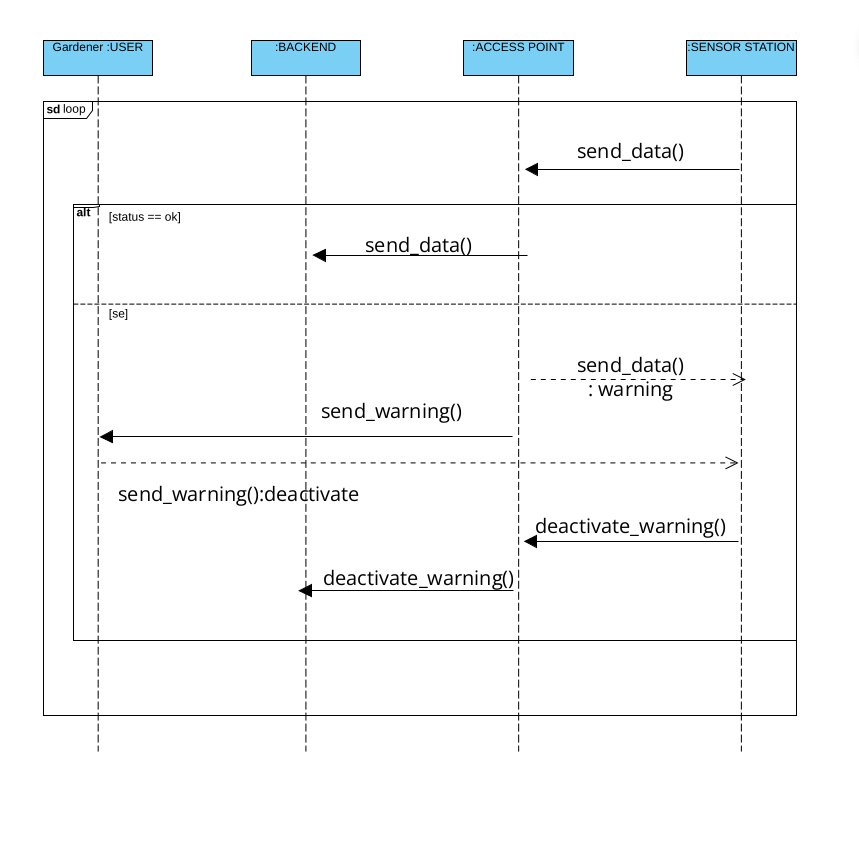 Gardener :USER
:BACKEND
:ACCESS POINT
:SENSOR STATION
sd loop
send_data()
alt
[status == ok]
send_data()
[se]
send_data()
: warning
send_warning()
send_warning():deactivate
deactivate_warning()
deactivate_warning()